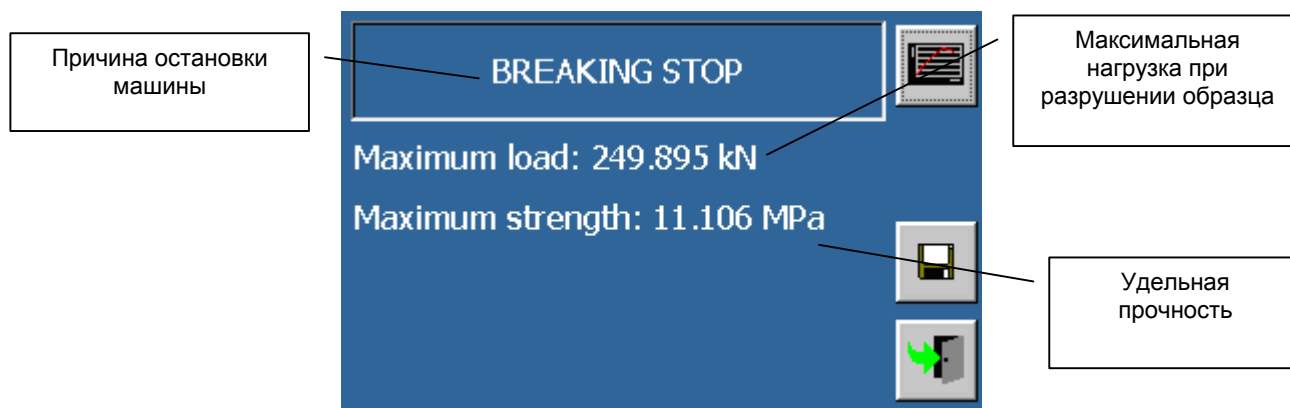 Причина остановки
машины
BREAKING STOP
Максимальная
нагрузка при
разрушении образца
Maximum load: 249.895 kN
Maximum strength: 11.106 MPa
Удельная
прочность